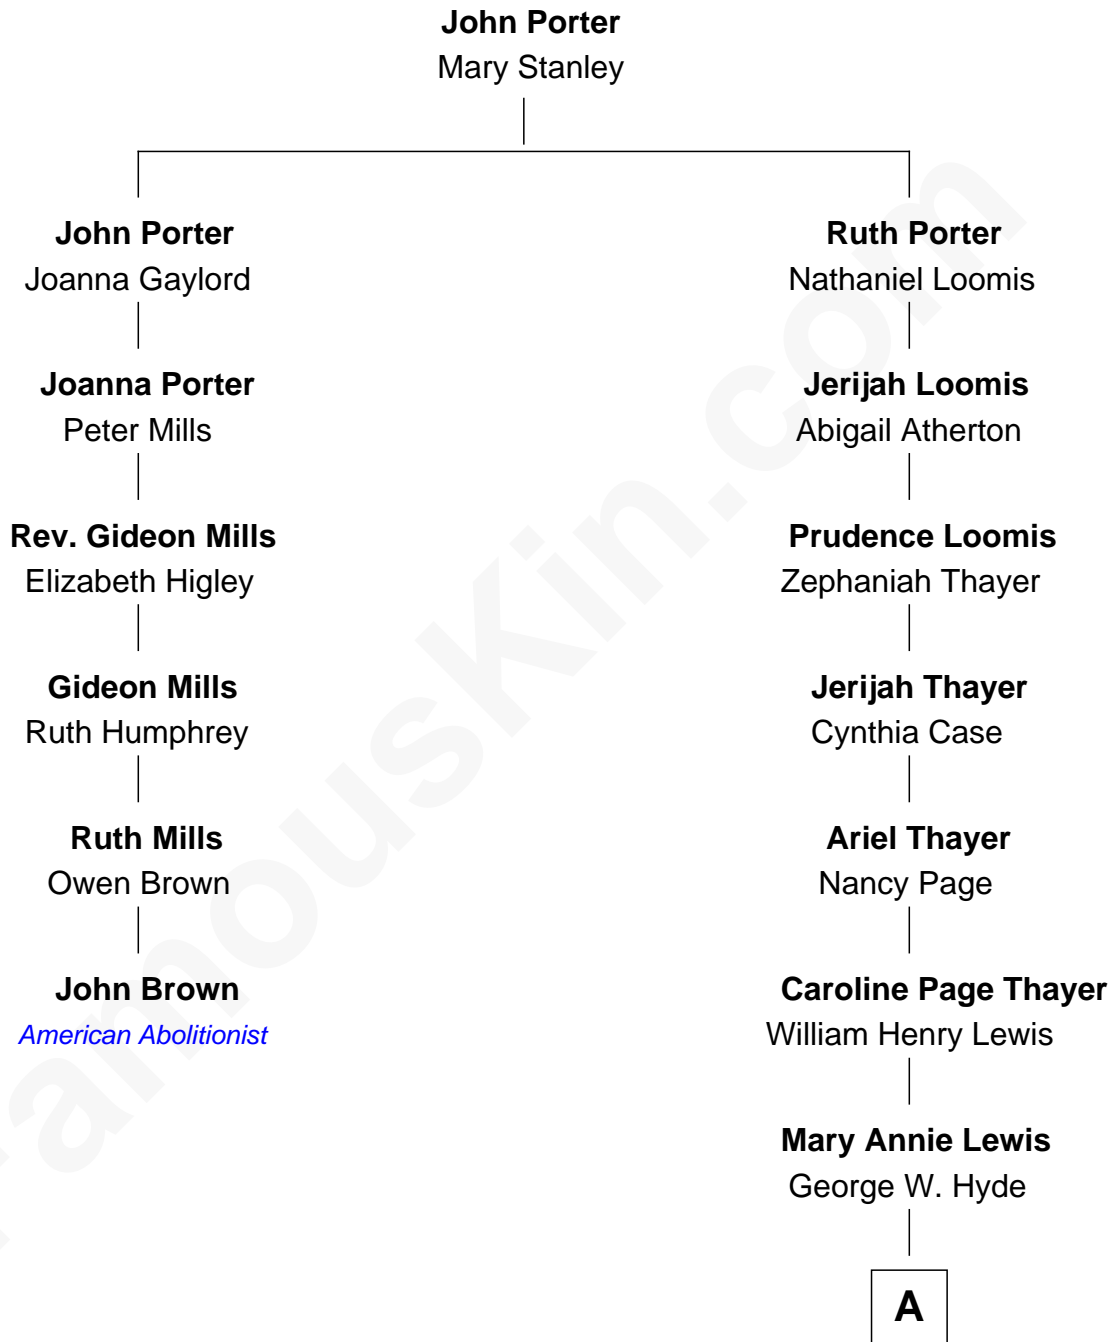 John Porter
Mary Stanley
John Porter
Joanna Gaylord
Joanna Porter
Peter Mills
Rev. Gideon Mills
Elizabeth Higley
Gideon Mills
Ruth Humphrey
Ruth Mills
Owen Brown
John Brown
American Abolitionist
Ruth Porter
Nathaniel Loomis
Jerijah Loomis
Abigail Atherton
Prudence Loomis
Zephaniah Thayer
Jerijah Thayer
Cynthia Case
Ariel Thayer
Nancy Page
Caroline Page Thayer
William Henry Lewis
Mary Annie Lewis
George W. Hyde
A
FamousKin.com